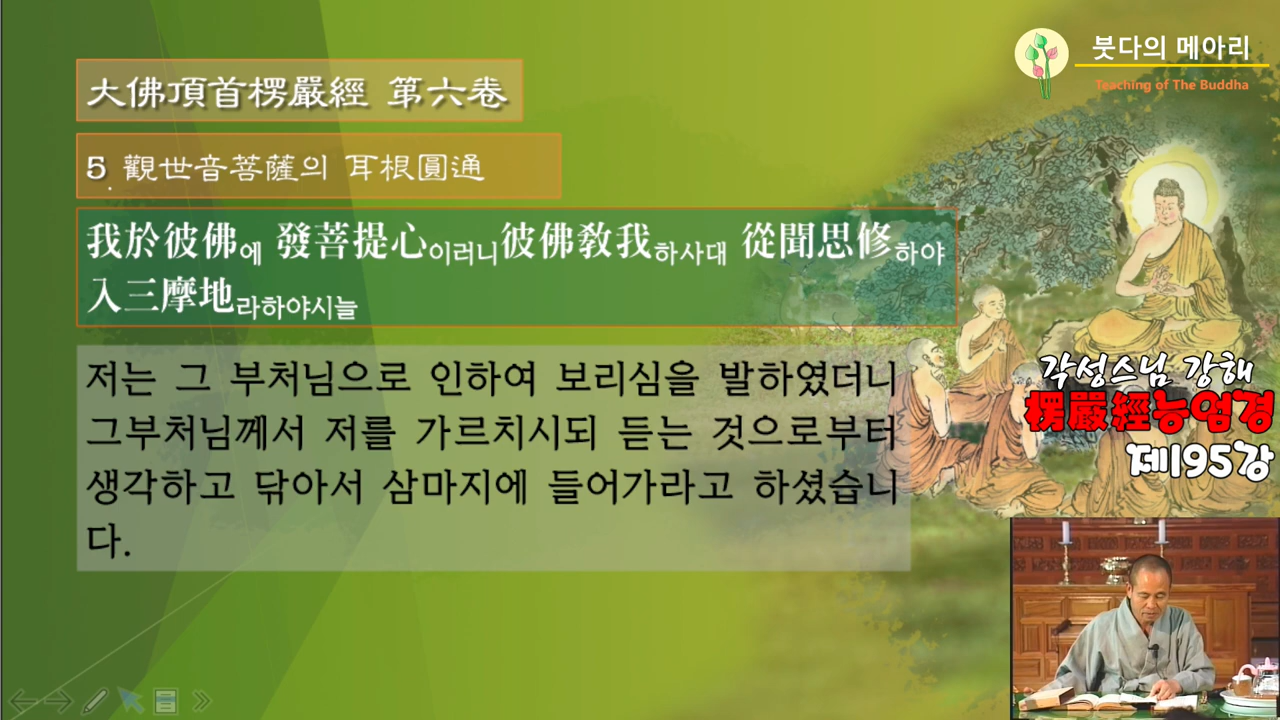 大佛頂首楞嚴經 第六卷
5. 觀世音菩薩의 耳根圓通
我於彼佛에 發菩提心이러니彼佛敎我하사대 從聞思修하야
入三摩地라하야시늘
저는 그 부처님으로 인하여 보리심을 발하였더니
그부처님께서 저를 가르치시되 듣는 것으로부터
생각하고 닦아서 삼마지에 들어가라고 하셨습니
다.
붓다의 메아리
Teaching of The Buddha
각성스님 강해
楞嚴經능엄경
제195강